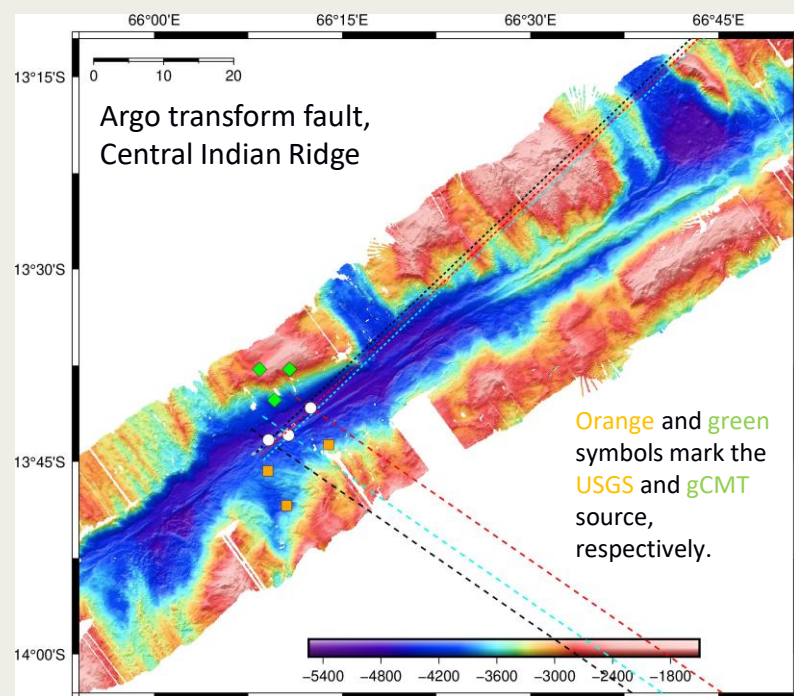 66°00'E
66°15'E
66°30'E
66°45'E
13°15'S
0
10
20
Argo transform fault,
Central Indian Ridge
13°30'S
Orange and green
symbols mark the
USGS and gCMT
source,
respectively.
13°45'S
14°00'S
−5400
−4800
−4200
−3600
−3000
−2400
−1800